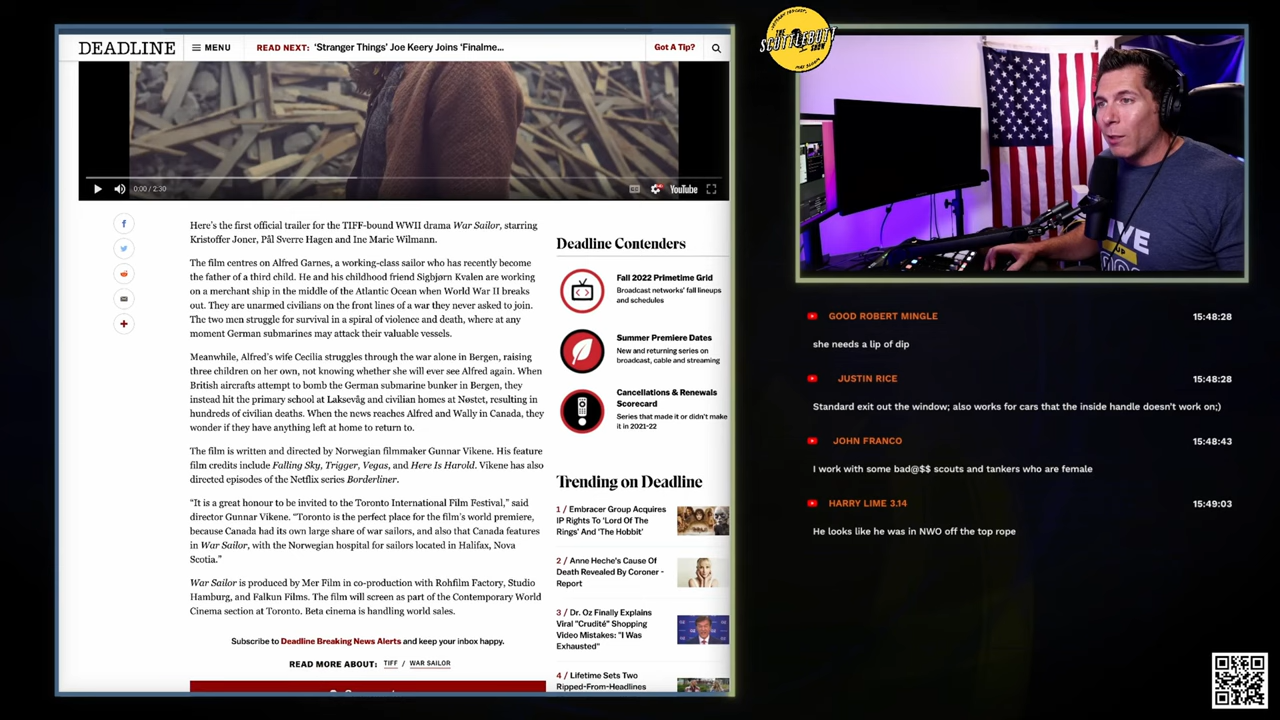 DEADLINE
MENU
READ NEXT: 'Stranger Things' Joe Keery Joins 'Finalme...
Got A Tip?
0:00 / 2:30
YouTube
Here's the first official trailer for the TIFF-bound WWII drama War Sailor, starring
Kristoffer Joner, Pål Sverre Hagen and Ine Marie Wilmann.
The film centres on Alfred Garnes, a working-class sailor who has recently become
the father of a third child. He and his childhood friend Sigbjørn Kvalen are working
on a merchant ship in the middle of the Atlantic Ocean when World War II breaks
out. They are unarmed civilians on the front lines of a war they never asked to join.
The two men struggle for survival in a spiral of violence and death, where at any
moment German submarines may attack their valuable vessels.
Meanwhile, Alfred's wife Cecilia struggles through the war alone in Bergen, raising
three children on her own, not knowing whether she will ever see Alfred again. When
British aircrafts attempt to bomb the German submarine bunker in Bergen, they
instead hit the primary school at Laksevåg and civilian homes at Nøstet, resulting in
hundreds of civilian deaths. When the news reaches Alfred and Wally in Canada, they
wonder if they have anything left at home to return to.
The film is written and directed by Norwegian filmmaker Gunnar Vikene. His feature
film credits include Falling Sky, Trigger, Vegas, and Here Is Harold. Vikene has also
directed episodes of the Netflix series Borderliner.
"It is a great honour to be invited to the Toronto International Film Festival," said
director Gunnar Vikene. "Toronto is the perfect place for the film's world premiere,
because Canada had its own large share of war sailors, and also that Canada features
in War Sailor, with the Norwegian hospital for sailors located in Halifax, Nova
Scotia."
War Sailor is produced by Mer Film in co-production with Rohfilm Factory, Studio
Hamburg, and Falkun Films. The film will screen as part of the Contemporary World
Cinema section at Toronto. Beta cinema is handling world sales.
Subscribe to Deadline Breaking News Alerts and keep your inbox happy.
READ MORE ABOUT: TIFF / WAR SAILOR
Deadline Contenders
Fall 2022 Primetime Grid
Broadcast networks' fall lineups
and schedules
Summer Premiere Dates
New and returning series on
broadcast, cable and streaming
Cancellations & Renewals
Scorecard
Series that made it or didn't make
it in 2021-22
Trending on Deadline
1 / Embracer Group Acquires
IP Rights To 'Lord Of The
Rings' And 'The Hobbit'
2 / Anne Heche's Cause Of
Death Revealed By Coroner -
Report
3 / Dr. Oz Finally Explains
Viral "Crudité" Shopping
Video Mistakes: "I Was
Exhausted"
4 / Lifetime Sets Two
Ripped-From-Headlines
THE
SCUTTLEBUTT
SHOW
GOOD ROBERT MINGLE 15:48:28
she needs a lip of dip
JUSTIN RICE 15:48:28
Standard exit out the window; also works for cars that the inside handle doesn't work on;)
JOHN FRANCO 15:48:43
I work with some bad@$$ scouts and tankers who are female
HARRY LIME 3.14 15:49:03
He looks like he was in NWO off the top rope